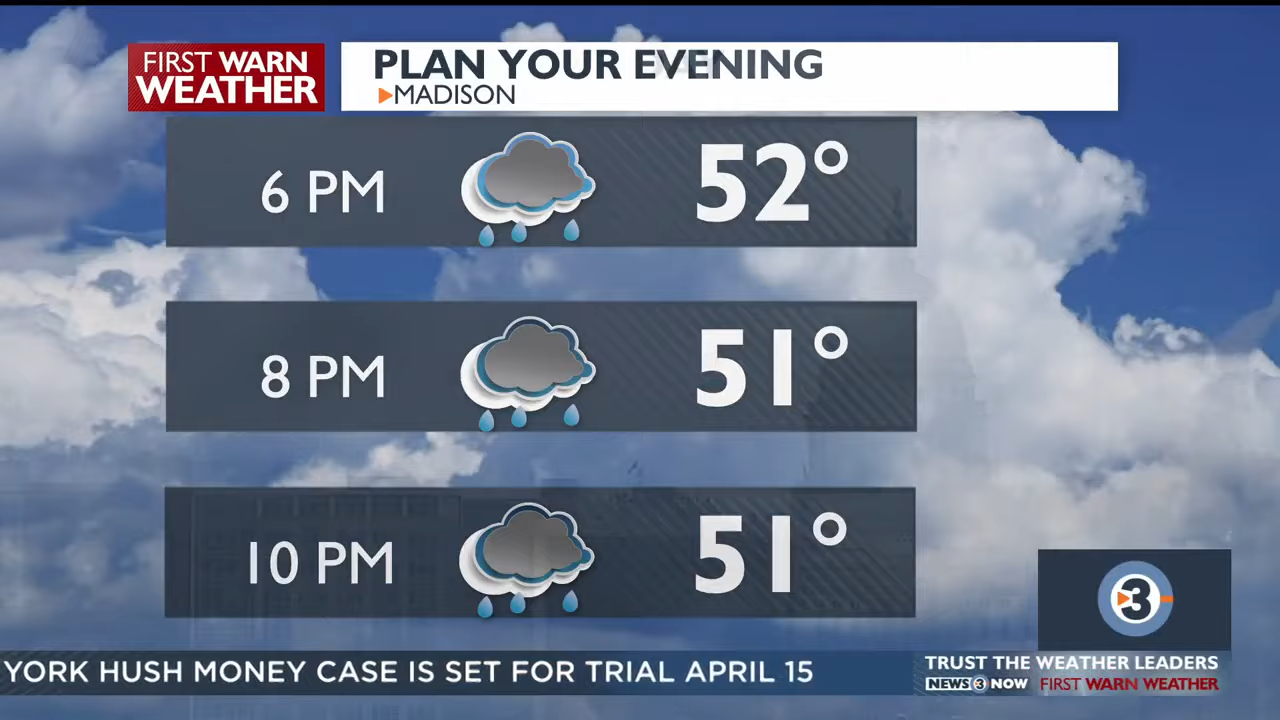 FIRST WARN
WEATHER
PLAN YOUR EVENING
MADISON
6 PM 52°
8 PM 51°
10 PM 51°
3
YORK HUSH MONEY CASE IS SET FOR TRIAL APRIL 15
TRUST THE WEATHER LEADERS
NEWS 3 NOW FIRST WARN WEATHER